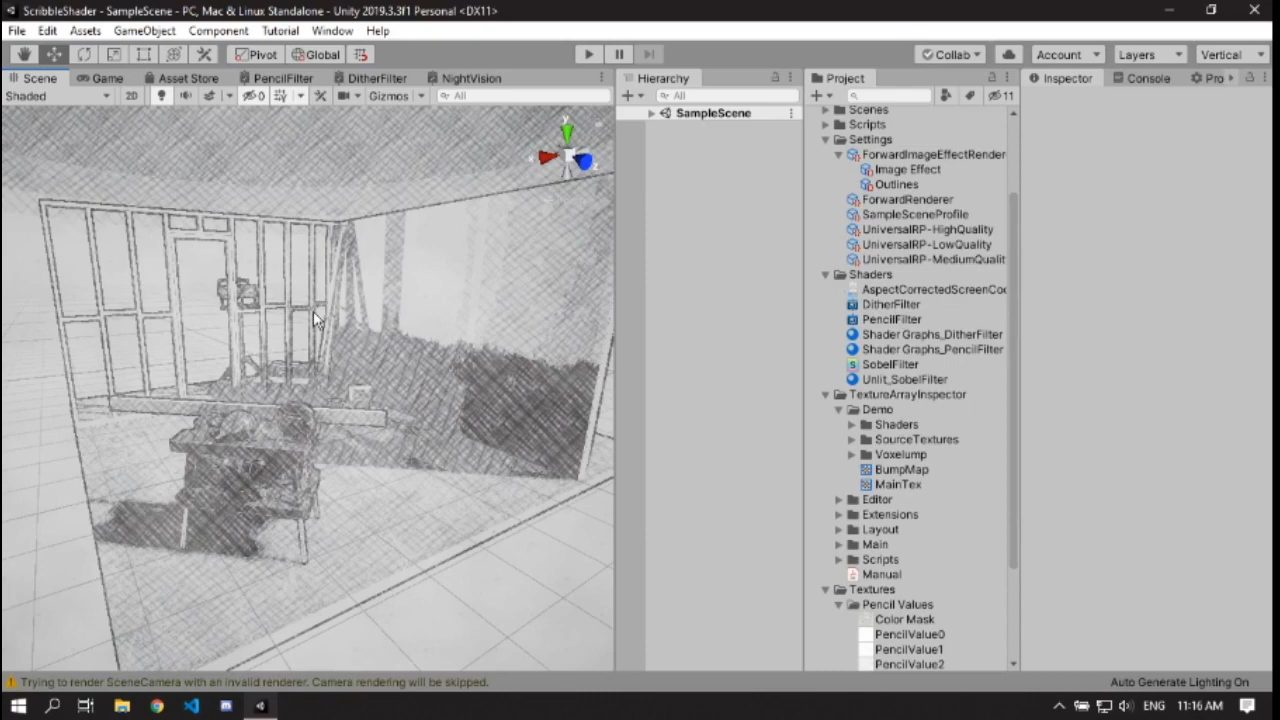 ScribbleShader - SampleScene - PC, Mac & Linux Standalone - Unity 2019.3.3f1 Personal <DX11>
File Edit Assets GameObject Component Tutorial Window Help
Pivot Global Collab Account Layers Vertical
Scene Game Asset Store PencilFilter DitherFilter NightVision
Shaded 2D 0 Gizmos All
Hierarchy
All
SampleScene
Project
11
Scenes
Scripts
Settings
ForwardImageEffectRender
Image Effect
Outlines
ForwardRenderer
SampleSceneProfile
UniversalRP-HighQuality
UniversalRP-LowQuality
UniversalRP-MediumQualit
Shaders
AspectCorrectedScreenCoo
DitherFilter
PencilFilter
Shader Graphs_DitherFilter
Shader Graphs_PencilFilter
SobelFilter
Unlit_SobelFilter
TextureArrayInspector
Demo
Shaders
SourceTextures
Voxelump
BumpMap
MainTex
Editor
Extensions
Layout
Main
Scripts
Manual
Textures
Pencil Values
Color Mask
PencilValue0
PencilValue1
PencilValue2
Inspector Console Pro
y
Trying to render SceneCamera with an invalid renderer. Camera rendering will be skipped.
Auto Generate Lighting On
ENG 11:16 AM